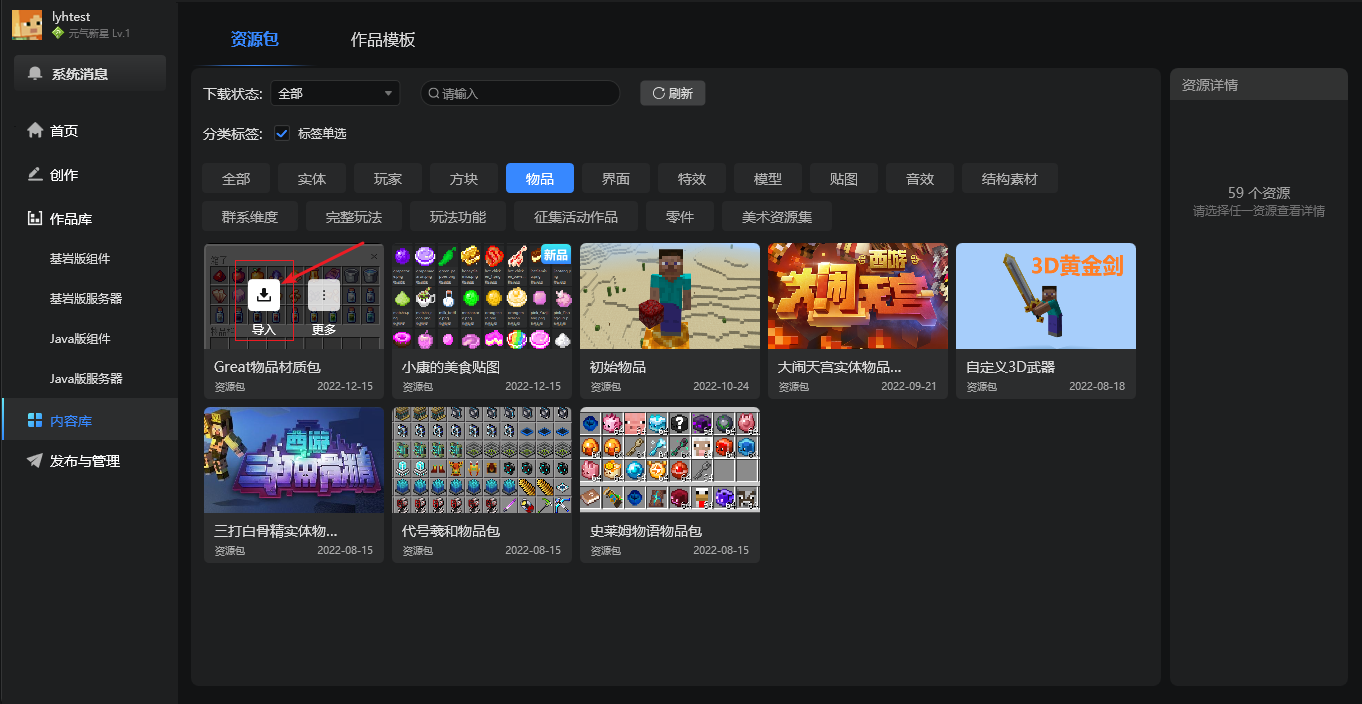 lyhtest
元气新星 Lv.1
系统消息
首页
创作
作品库
基岩版组件
基岩版服务器
Java版组件
Java版服务器
内容库
发布与管理
资源包
作品模板
下载状态:
全部
请输入
刷新
分类标签:
标签单选
全部
实体
玩家
方块
物品
界面
特效
模型
贴图
音效
结构素材
群系维度
完整玩法
玩法功能
征集活动作品
零件
美术资源集
导入
更多
Great物品材质包
资源包
2022-12-15
新品
小康的美食贴图
资源包
2022-12-15
初始物品
资源包
2022-10-24
西游
大闹天宫
大闹天宫实体物品...
资源包
2022-09-21
3D黄金剑
自定义3D武器
资源包
2022-08-18
西游
三打白骨精
三打白骨精实体物...
资源包
2022-08-15
代号羲和物品包
资源包
2022-08-15
史莱姆物语物品包
资源包
2022-08-15
资源详情
59 个资源
请选择任一资源查看详情